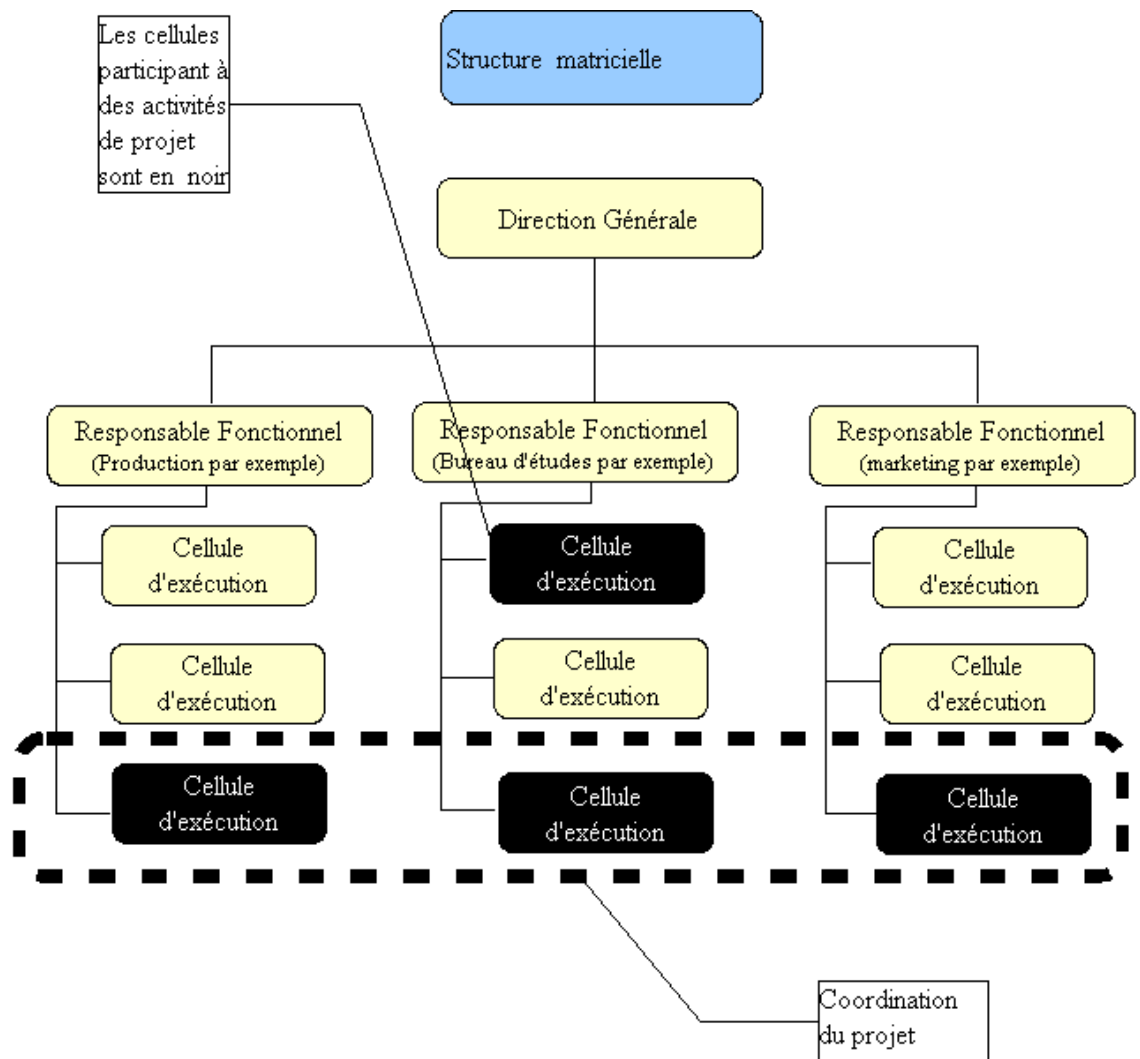 Les cellules
participant à
des activités
de projet
sont en noir
Structure matricielle
Direction Générale
Responsable Fonctionnel
(Production par exemple)
Responsable Fonctionnel
(Bureau d'études par exemple)
Responsable Fonctionnel
(marketing par exemple)
Cellule
d'exécution
Cellule
d'exécution
Cellule
d'exécution
Cellule
d'exécution
Cellule
d'exécution
Cellule
d'exécution
Cellule
d'exécution
Cellule
d'exécution
Cellule
d'exécution
Coordination
du projet